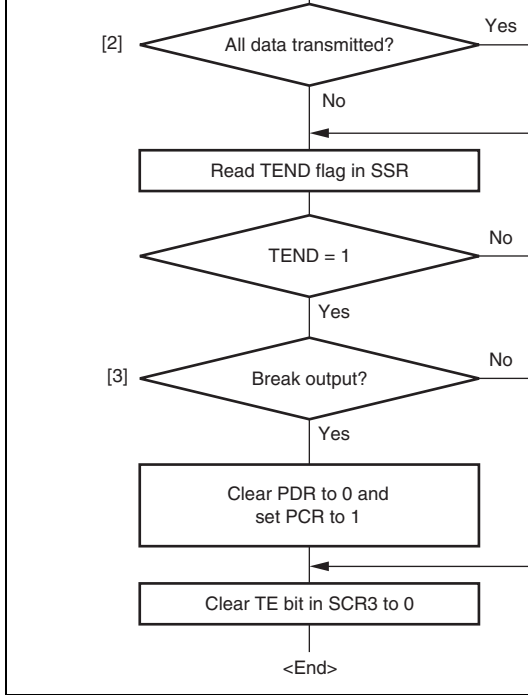 Yes
[2]
All data transmitted?
No
Read TEND flag in SSR
No
TEND = 1
Yes
No
[3]
Break output?
Yes
Clear PDR to 0 and
set PCR to 1
Clear TE bit in SCR3 to 0
<End>